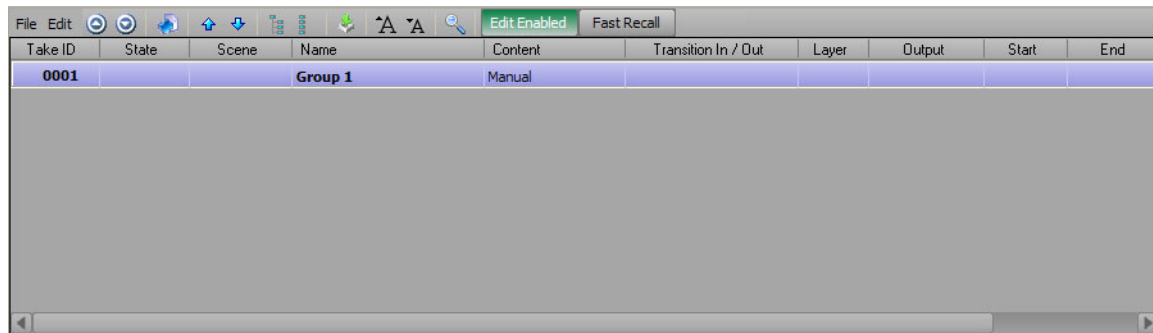 File Edit A A Edit Enabled Fast Recall
Take ID State Scene Name Content Transition In / Out Layer Output Start End
0001 Group 1 Manual